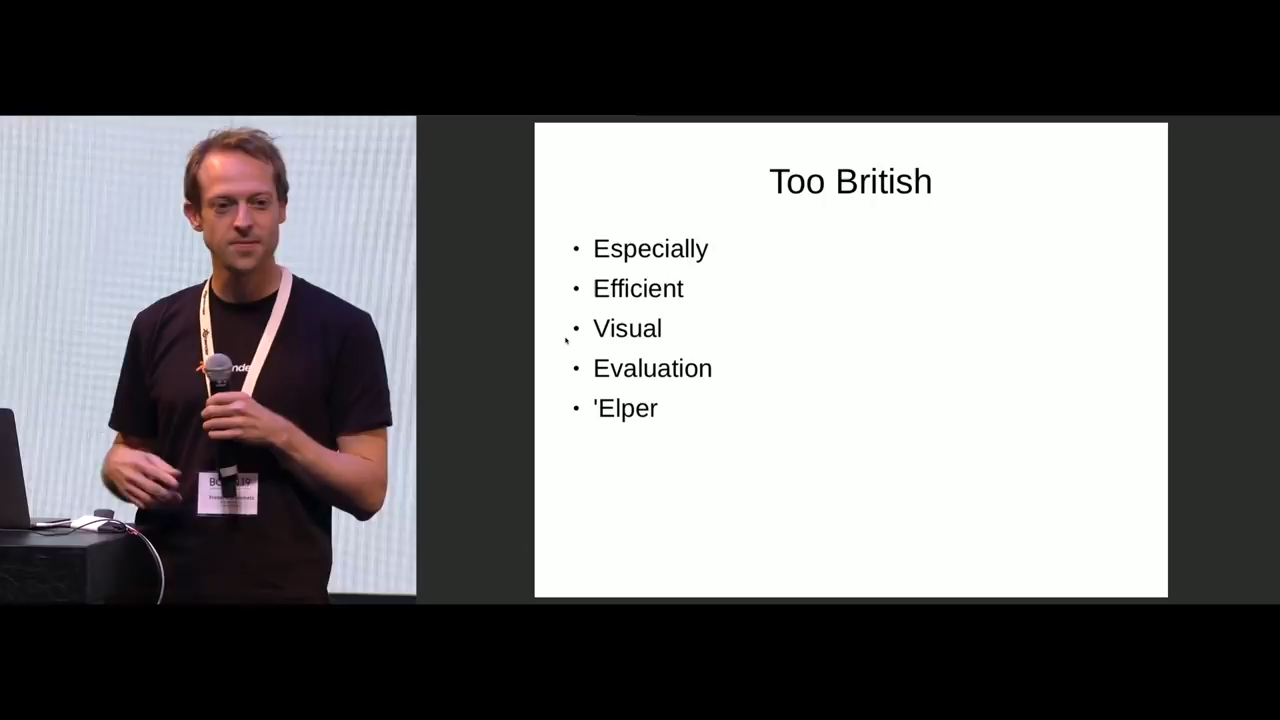 Too British
• Especially
• Efficient
• Visual
• Evaluation
• 'Elper